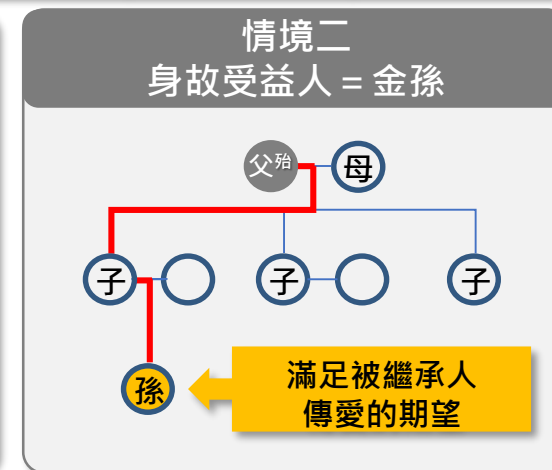 情境二
身故受益人 = 金孫
父殆
母
子
子
子
孫
滿足被繼承人
傳愛的期望